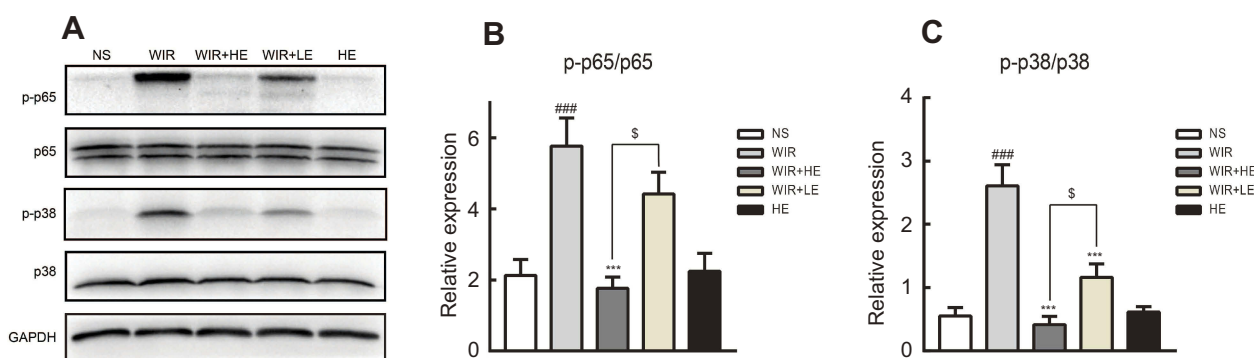 A
NS WIR WIR+HE WIR+LE HE
p-p65
p65
p-p38
p38
GAPDH
B
p-p65/p65
Relative expression
6
4
2
0
###
$
***
NS
WIR
WIR+HE
WIR+LE
HE
C
p-p38/p38
Relative expression
4
3
2
1
0
###
$
***
***
NS
WIR
WIR+HE
WIR+LE
HE